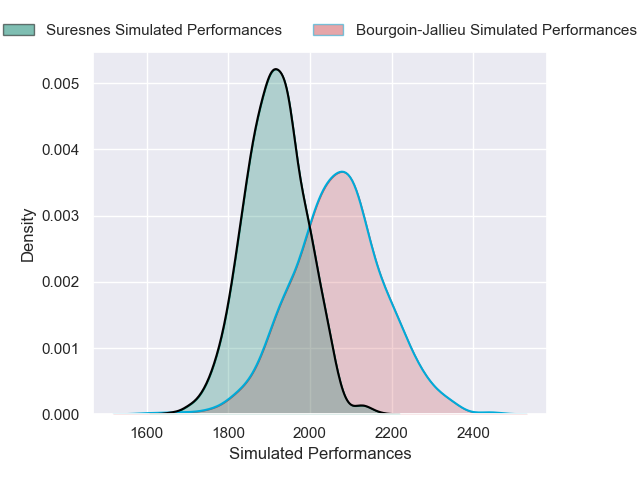 Suresnes Simulated Performances
Bourgoin-Jallieu Simulated Performances
0.005
0.004
0.003
0.002
0.001
0.000
Density
1600 1800 2000 2200 2400
Simulated Performances